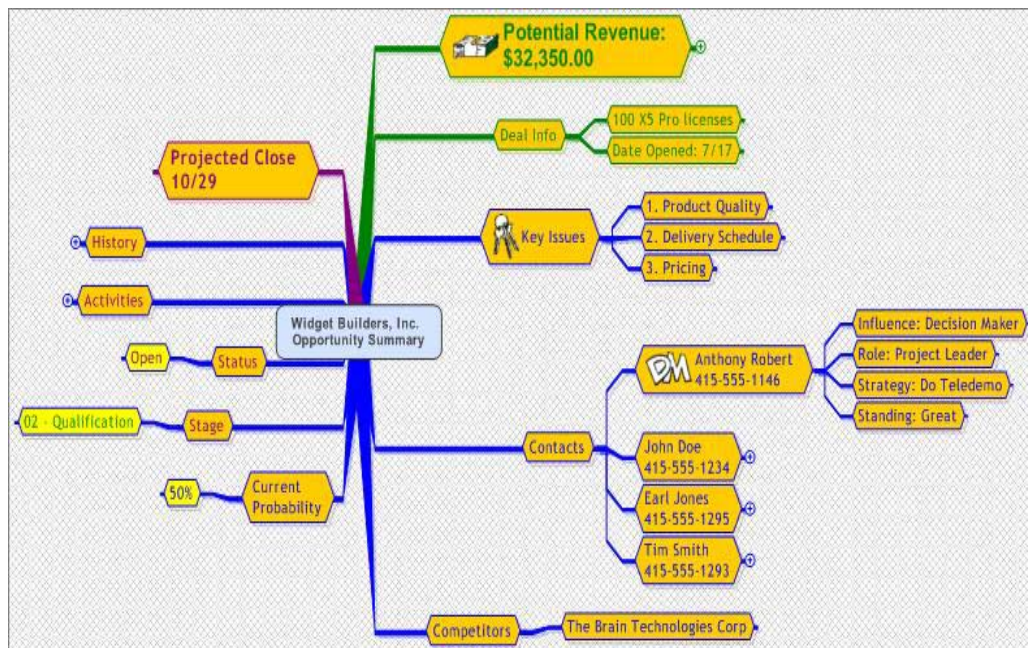 Potential Revenue:
$32,350.00
Deal Info
100 X5 Pro licenses
Date Opened: 7/17
Projected Close
10/29
Key Issues
1. Product Quality
2. Delivery Schedule
3. Pricing
History
Activities
Widget Builders, Inc.
Opportunity Summary
Status
Open
Stage
02 - Qualification
Current
Probability
50%
Contacts
DM
Anthony Robert
415-555-1146
Influence: Decision Maker
Role: Project Leader
Strategy: Do Teledemo
Standing: Great
John Doe
415-555-1234
Earl Jones
415-555-1295
Tim Smith
415-555-1293
Competitors
The Brain Technologies Corp